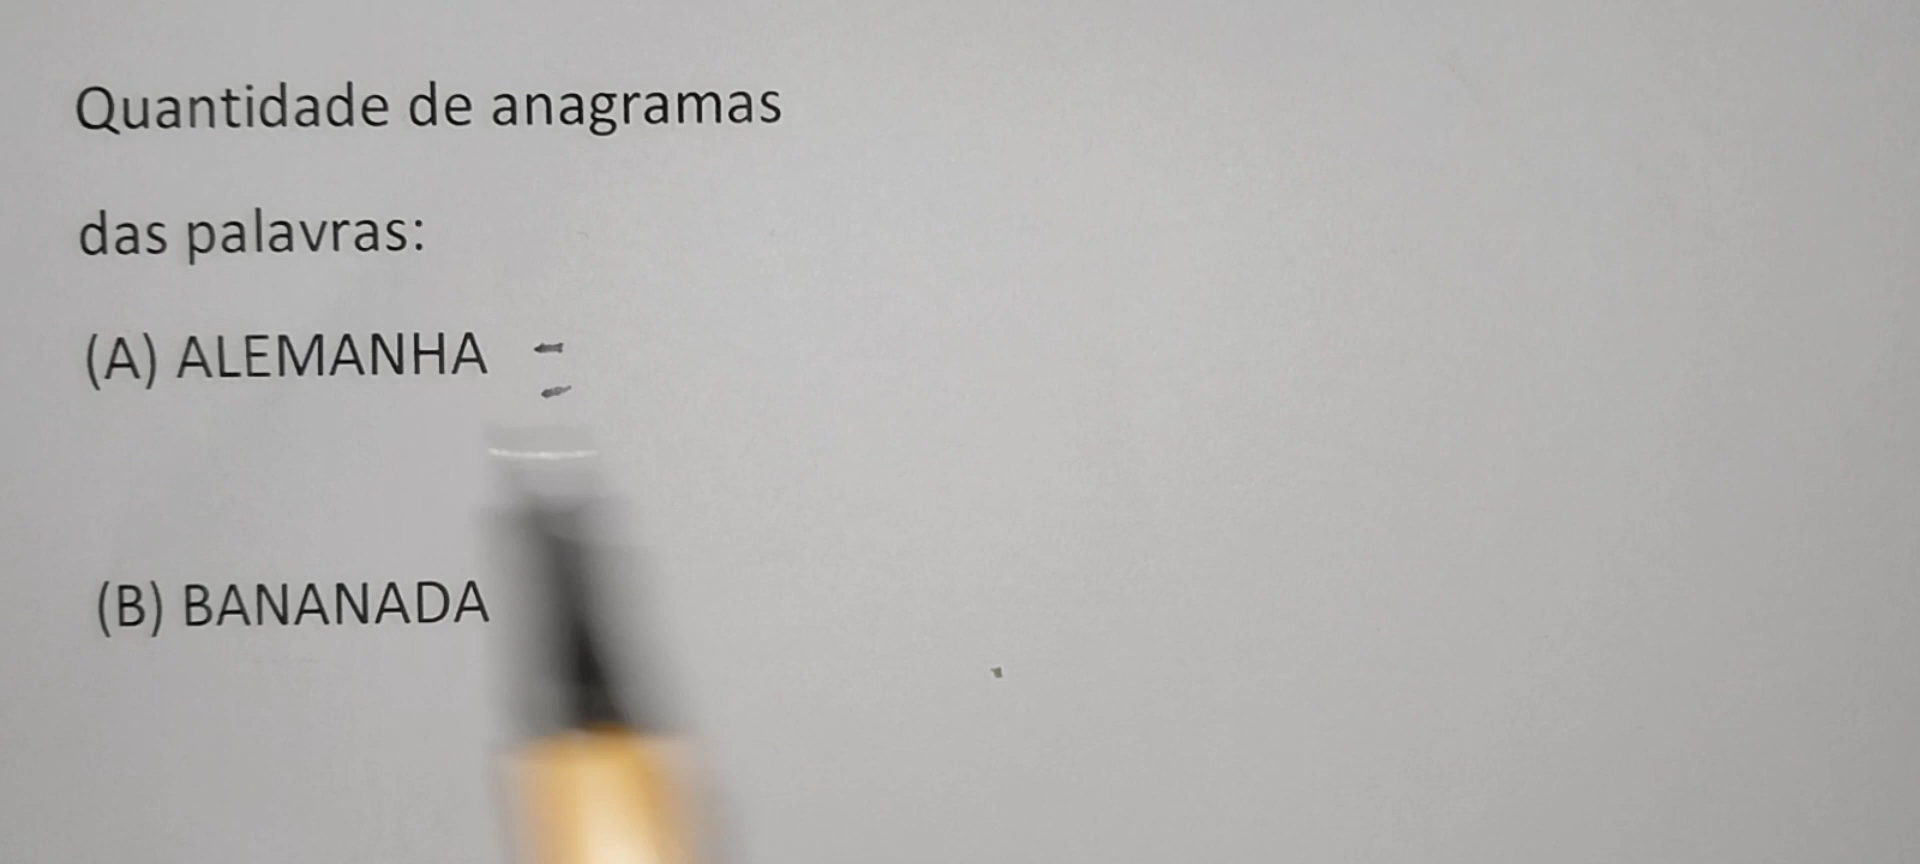 Quantidade de anagramas
das palavras:
(A) ALEMANHA =
(B) BANANADA